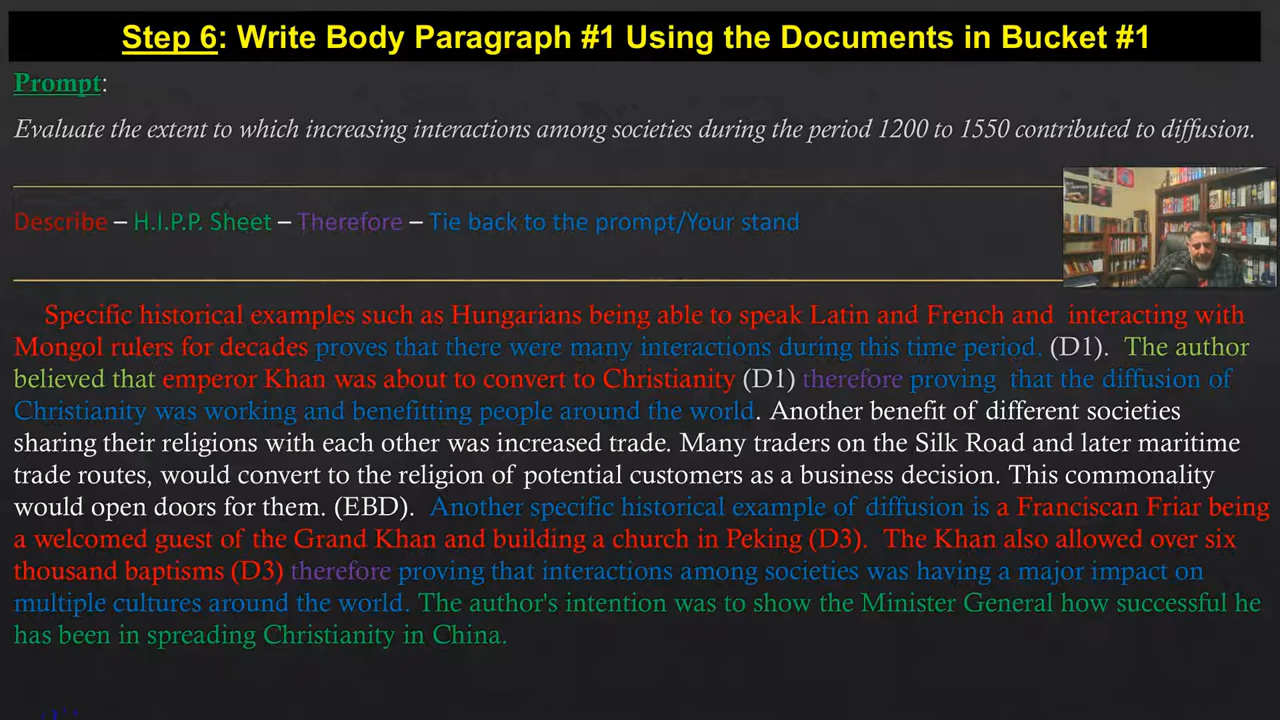 Step 6: Write Body Paragraph #1 Using the Documents in Bucket #1
Prompt:
Evaluate the extent to which increasing interactions among societies during the period 1200 to 1550 contributed to diffusion.
Describe – H.I.P.P. Sheet – Therefore – Tie back to the prompt/Your stand
Specific historical examples such as Hungarians being able to speak Latin and French and interacting with
Mongol rulers for decades proves that there were many interactions during this time period. (D1). The author
believed that emperor Khan was about to convert to Christianity (D1) therefore proving that the diffusion of
Christianity was working and benefitting people around the world. Another benefit of different societies
sharing their religions with each other was increased trade. Many traders on the Silk Road and later maritime
trade routes, would convert to the religion of potential customers as a business decision. This commonality
would open doors for them. (EBD). Another specific historical example of diffusion is a Franciscan Friar being
a welcomed guest of the Grand Khan and building a church in Peking (D3). The Khan also allowed over six
thousand baptisms (D3) therefore proving that interactions among societies was having a major impact on
multiple cultures around the world. The author's intention was to show the Minister General how successful he
has been in spreading Christianity in China.